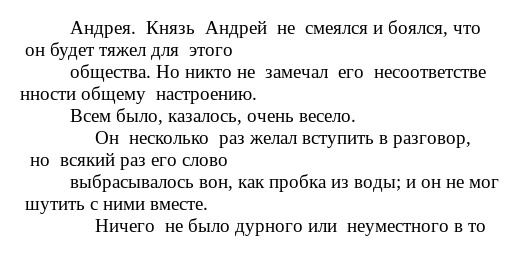 Андрея. Князь Андрей не смеялся и боялся, что
он будет тяжел для этого
общества. Но никто не замечал его несоответстве
нности общему настроению.
Всем было, казалось, очень весело.
Он несколько раз желал вступить в разговор,
но всякий раз его слово
выбрасывалось вон, как пробка из воды; и он не мог
шутить с ними вместе.
Ничего не было дурного или неуместного в то